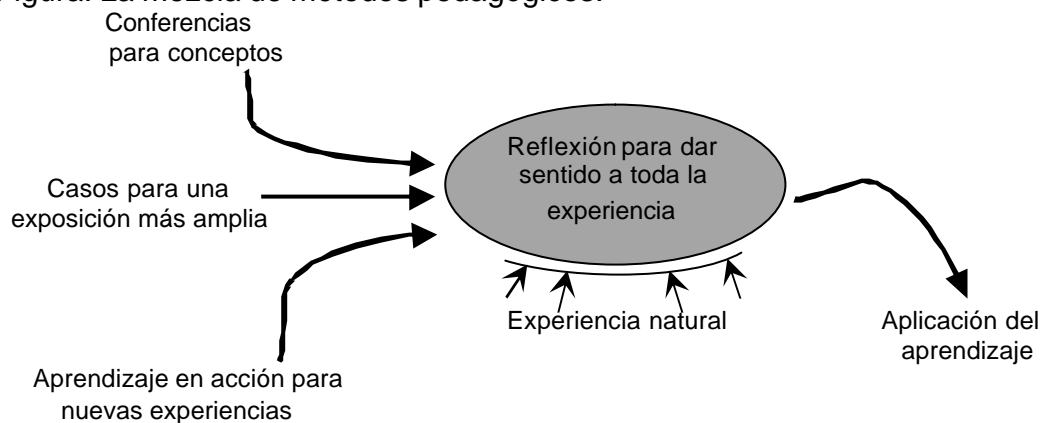 Figura. La mezcla de métodos pedagógicos.
Conferencias
para conceptos
Reflexión para dar
sentido a toda la
experiencia
Casos para una
exposición más amplia
Experiencia natural
Aplicación del
aprendizaje
Aprendizaje en acción para
nuevas experiencias